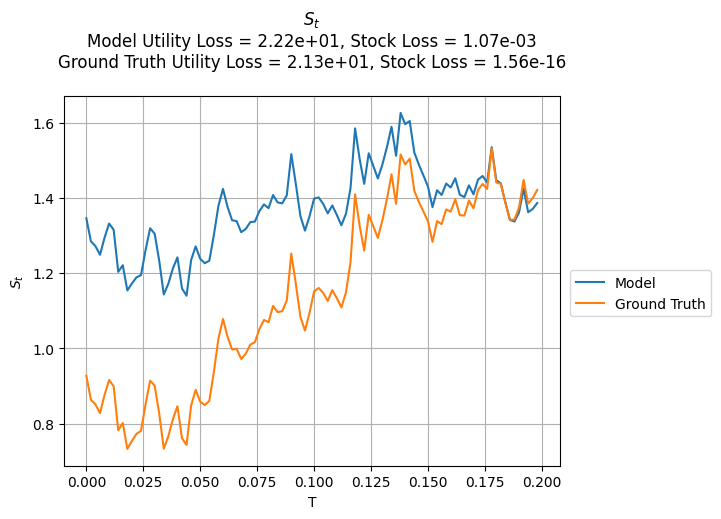 S_t
Model Utility Loss = 2.22e+01, Stock Loss = 1.07e-03
Ground Truth Utility Loss = 2.13e+01, Stock Loss = 1.56e-16
1.6
1.4
1.2
1.0
0.8
S_t
0.000 0.025 0.050 0.075 0.100 0.125 0.150 0.175 0.200
T
Model
Ground Truth